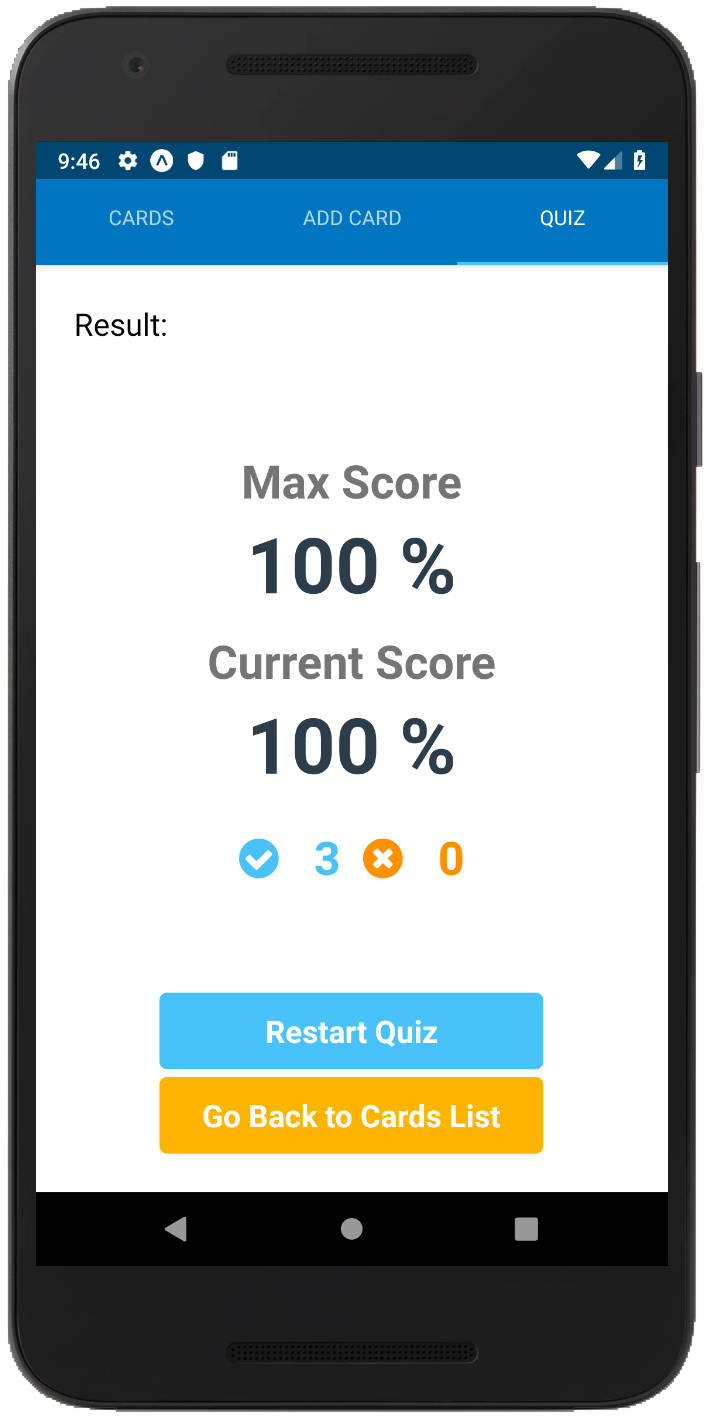 9:46
CARDS ADD CARD QUIZ
Result:
Max Score
100 %
Current Score
100 %
3 0
Restart Quiz
Go Back to Cards List